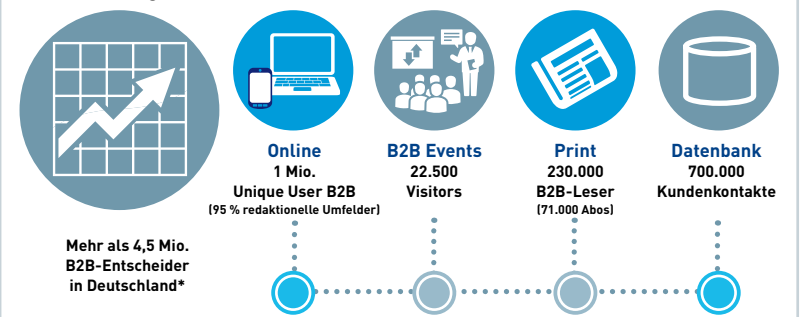 Online
1 Mio.
Unique User B2B
(95 % redaktionelle Umfelder)
B2B Events
22.500
Visitors
Print
230.000
B2B-Leser
(71.000 Abos)
Datenbank
700.000
Kundenkontakte
Mehr als 4,5 Mio.
B2B-Entscheider
in Deutschland*